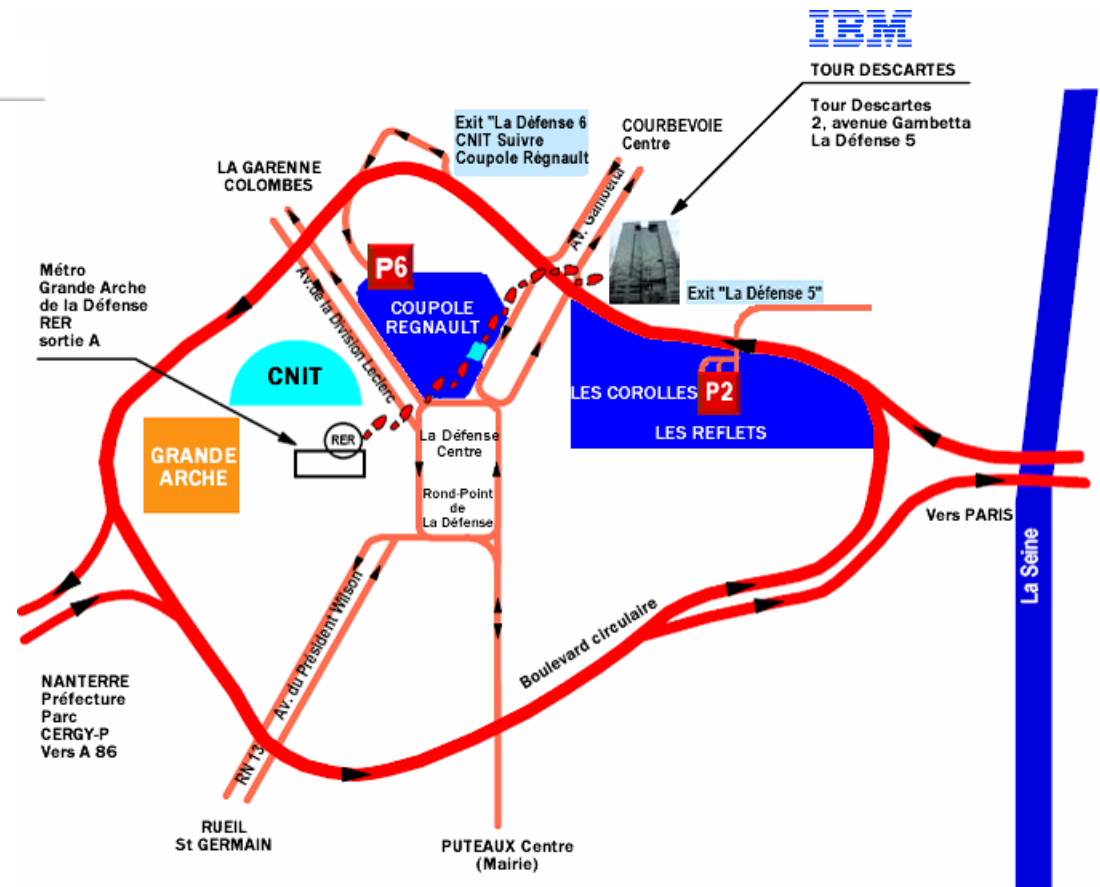 IBM
TOUR DESCARTES
Tour Descartes
2, avenue Gambetta
La Défense 5
Exit "La Défense 6
CNIT Suivre
Coupole Règnault
COURBEVOIE
Centre
LA GARENNE
COLOMBES
Av. Gambetta
Métro
Grande Arche
de la Défense
RER
sortie A
P6
COUPOLE
REGNAULT
Exit "La Défense 5"
Av.de la Division Leclerc
CNIT
LES COROLLES
P2
LES REFLETS
GRANDE
ARCHE
RER
La Défense
Centre
Rond-Point
de
La Défense
Vers PARIS
La Seine
Boulevard circulaire
Av. du Président Wilson
RN 13
NANTERRE
Préfecture
Parc
CERGY-P
Vers A 86
RUEIL
St GERMAIN
PUTEAUX Centre
(Mairie)